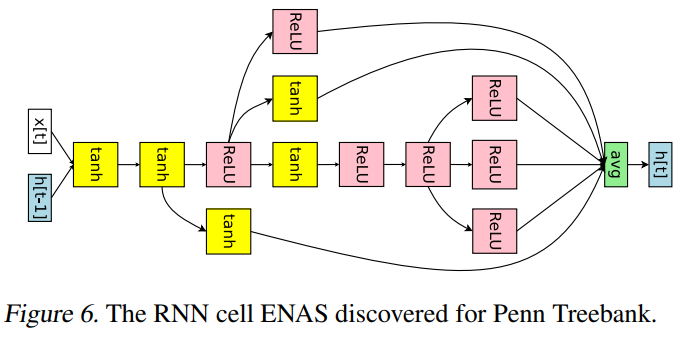 ReLU
tanh
ReLU
x[t]
tanh
tanh
ReLU
tanh
ReLU
ReLU
ReLU
avg
h[t]
h[t-1]
tanh
ReLU
Figure 6. The RNN cell ENAS discovered for Penn Treebank.